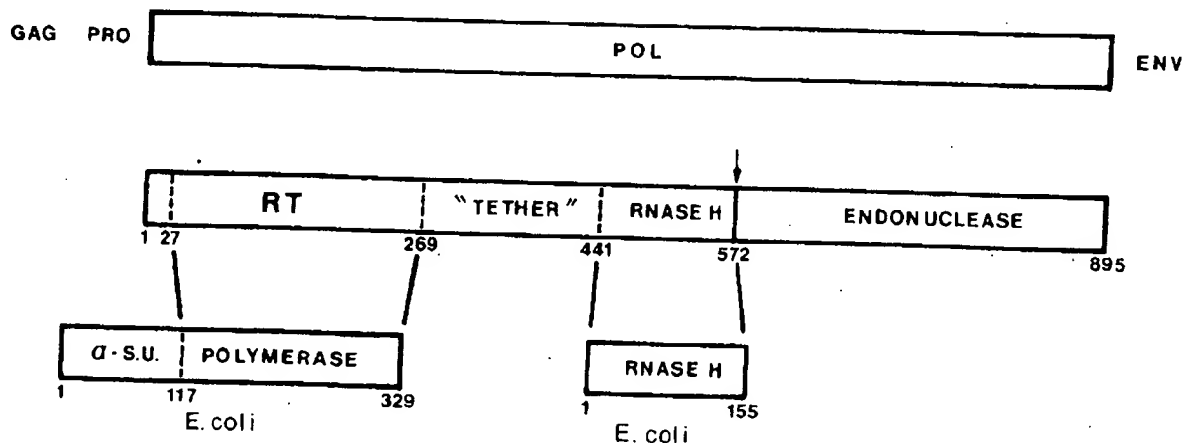 GAG PRO POL ENV
RT "TETHER" RNASE H ENDONUCLEASE
1 27 269 441 572 895
α-S.U. POLYMERASE RNASE H
1 117 329 1 155
E.coli E.coli